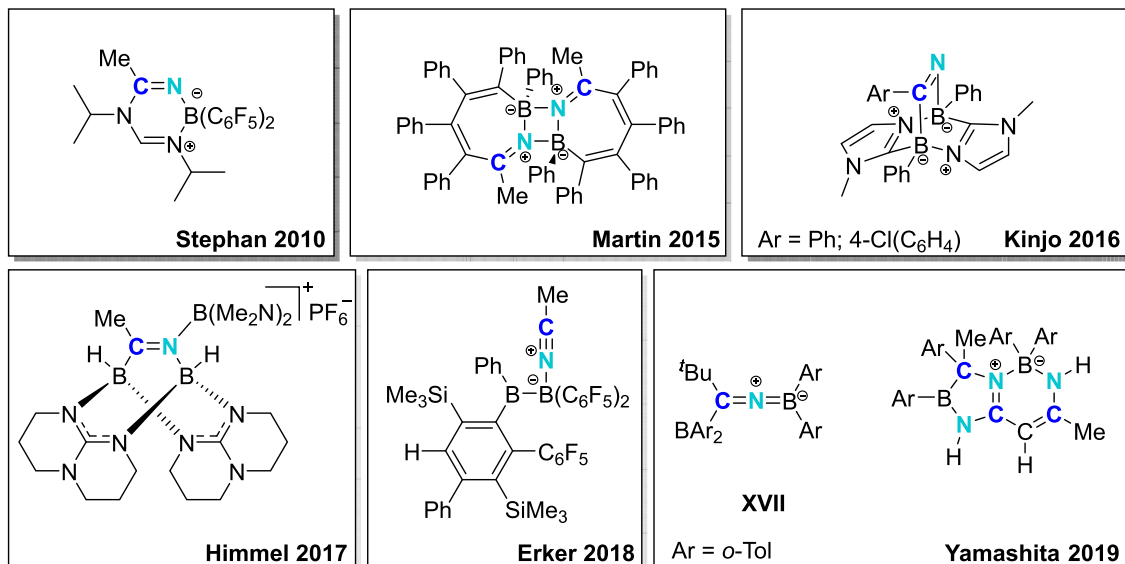 Me
C=N
⊖
N
B(C6F5)2
N
⊕
Stephan 2010
Ph
Ph
Ph
Me
Ph
Ph
⊕
C
Ph
⊖
B
N
Ph
Ph
N
B
⊖
C
⊕
Ph
Ph
Ph
Me
Ph
Ph
Martin 2015
N
Ar
C
Ph
⊕
N
B
⊖
N
N
B
⊖
N
Ph
⊕
Ar = Ph; 4-Cl(C6H4)
Kinjo 2016
B(Me2N)2
+
PF6−
Me
C=N
H
H
B
B
N
N
N
N
N
N
Himmel 2017
Me
C
⊕
N
Ph
⊖
B
B(C6F5)2
Me3Si
H
C6F5
Ph
SiMe3
Erker 2018
tBu
⊕
Ar
C=N=B
⊖
BAr2
Ar
XVII
Ar = o-Tol
Ar
Me
Ar
Ar
⊕
B
⊖
H
C
N
N
Ar
B
N
C
C
C
Me
H
H
Yamashita 2019